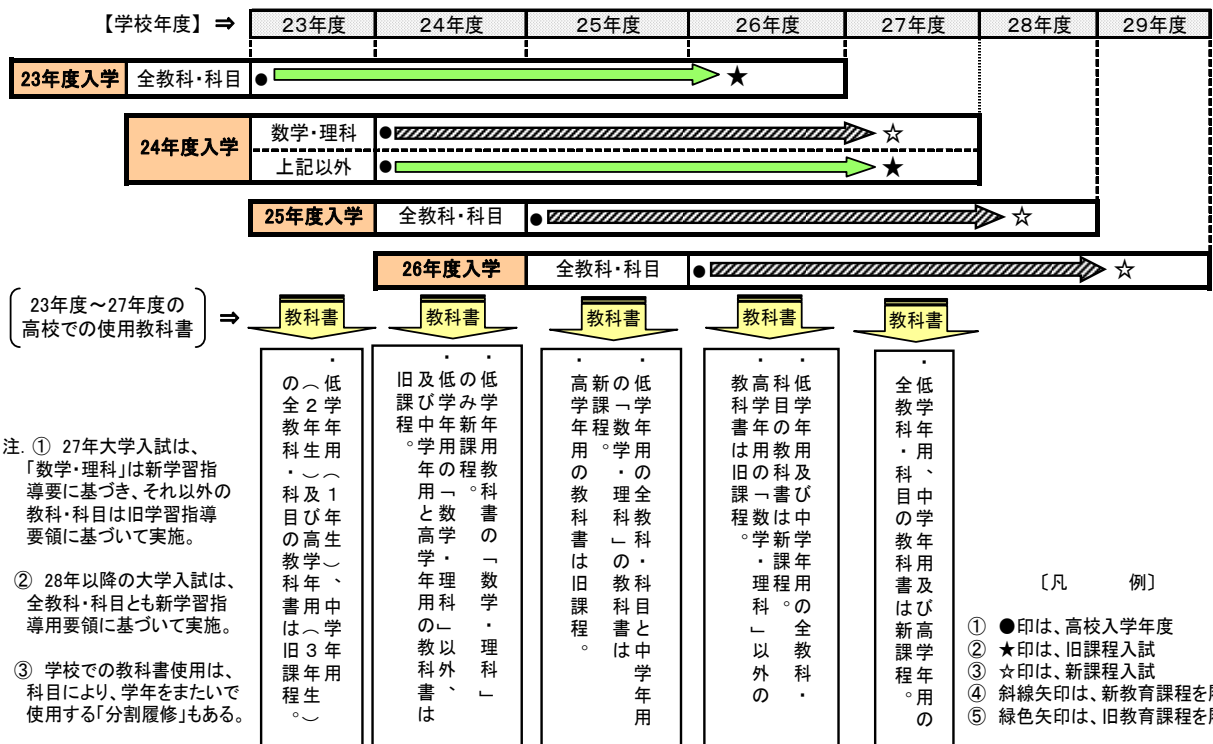 【学校年度】 ⇒ 23年度 24年度 25年度 26年度 27年度 28年度 29年度
23年度入学 全教科・科目 ● ★
24年度入学 数学・理科 ● ☆
上記以外 ● ★
25年度入学 全教科・科目 ● ☆
26年度入学 全教科・科目 ● ☆
23年度～27年度の
高校での使用教科書 ⇒
教科書
・低学年用(1年生)、中学年用
(2年生)及び高学年用(3年生)
の全教科・科目の教科書は旧課程。
教科書
・低学年用教科書の「数学・理科」
のみ新課程。
・低学年用の「数学・理科」以外、
及び中学年用と高学年用の教科書は
旧課程。
教科書
・低学年用の全教科・科目と中学年用
の「数学・理科」の教科書は
新課程。
・高学年用の教科書は旧課程。
教科書
・低学年用及び中学年用の全教科・
科目の教科書は新課程。
・高学年用の「数学・理科」以外の
教科書は旧課程。
教科書
・低学年用、中学年用及び高学年用の
全教科・科目の教科書は新課程。
注. ① 27年大学入試は、
「数学・理科」は新学習指
導要に基づき、それ以外の
教科・科目は旧学習指導
要領に基づいて実施。
② 28年以降の大学入試は、
全教科・科目とも新学習指
導用要領に基づいて実施。
③ 学校での教科書使用は、
科目により、学年をまたいで
使用する「分割履修」もある。
〔凡 例〕
① ●印は、高校入学年度
② ★印は、旧課程入試
③ ☆印は、新課程入試
④ 斜線矢印は、新教育課程を
⑤ 緑色矢印は、旧教育課程を